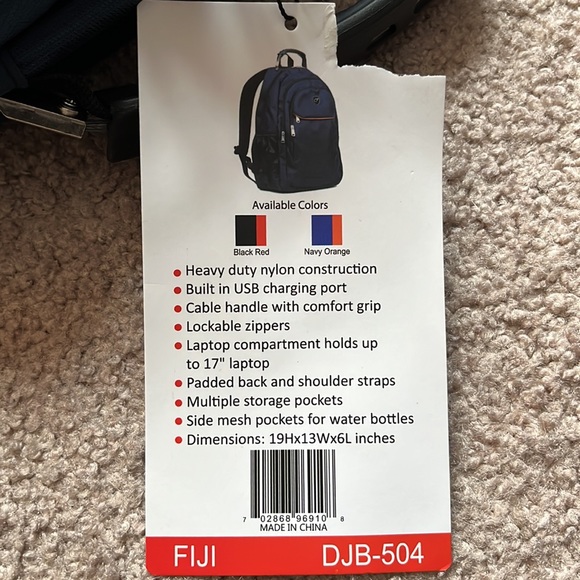 Available Colors
Black Red
Navy Orange
Heavy duty nylon construction
Built in USB charging port
Cable handle with comfort grip
Lockable zippers
Laptop compartment holds up
to 17" laptop
Padded back and shoulder straps
Multiple storage pockets
Side mesh pockets for water bottles
Dimensions: 19Hx13Wx6L inches
7 02868 96910 8
MADE IN CHINA
FIJI DJB-504